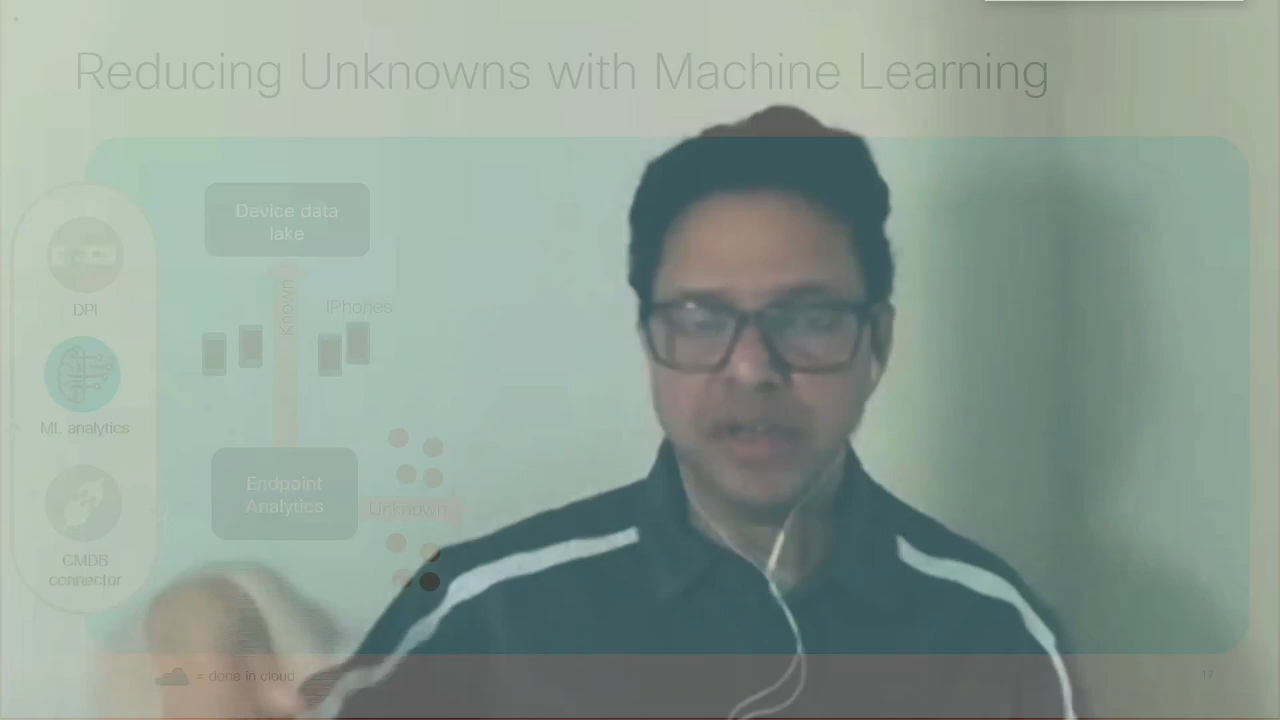 Reducing Unknowns with Machine Learning
Device data
lake
Known
IPhones
DPI
ML analytics
Endpoint
Analytics
Unknown
CMDB
connector
= done in cloud
17